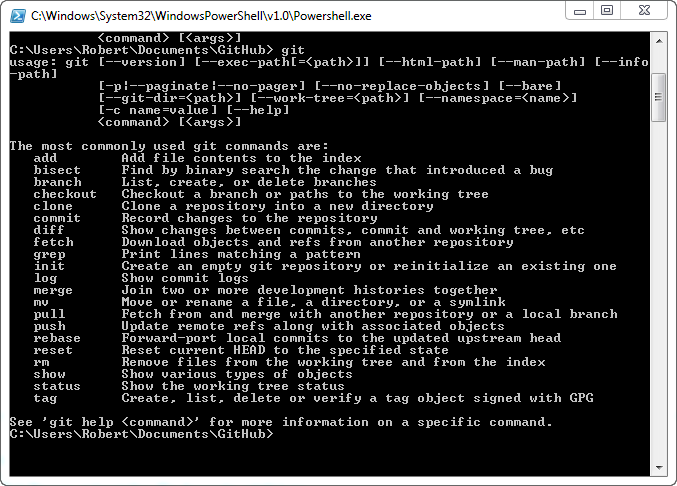 C:\Windows\System32\WindowsPowerShell\v1.0\Powershell.exe
<command> [<args>]
C:\Users\Robert\Documents\GitHub> git
usage: git [--version] [--exec-path[=<path>]] [--html-path] [--man-path] [--info
-path]
[-p|--paginate|--no-pager] [--no-replace-objects] [--bare]
[--git-dir=<path>] [--work-tree=<path>] [--namespace=<name>]
[-c name=value] [--help]
<command> [<args>]
The most commonly used git commands are:
add Add file contents to the index
bisect Find by binary search the change that introduced a bug
branch List, create, or delete branches
checkout Checkout a branch or paths to the working tree
clone Clone a repository into a new directory
commit Record changes to the repository
diff Show changes between commits, commit and working tree, etc
fetch Download objects and refs from another repository
grep Print lines matching a pattern
init Create an empty git repository or reinitialize an existing one
log Show commit logs
merge Join two or more development histories together
mv Move or rename a file, a directory, or a symlink
pull Fetch from and merge with another repository or a local branch
push Update remote refs along with associated objects
rebase Forward-port local commits to the updated upstream head
reset Reset current HEAD to the specified state
rm Remove files from the working tree and from the index
show Show various types of objects
status Show the working tree status
tag Create, list, delete or verify a tag object signed with GPG
See 'git help <command>' for more information on a specific command.
C:\Users\Robert\Documents\GitHub>